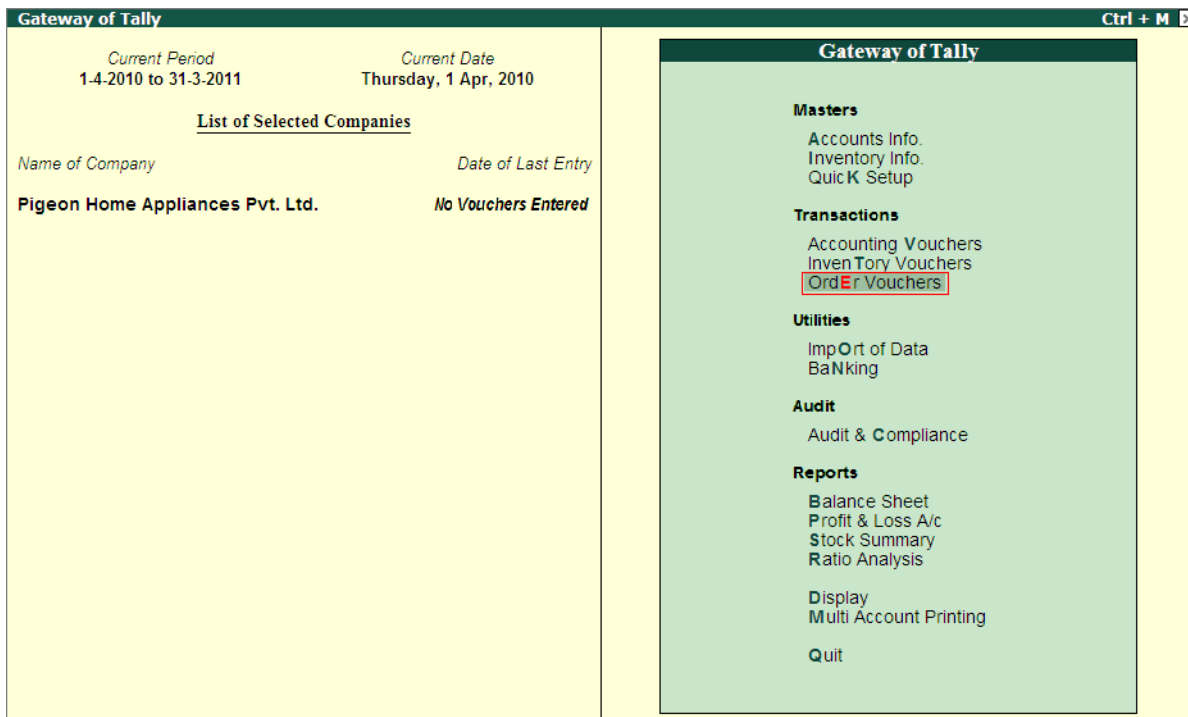 Gateway of Tally
Ctrl + M
Current Period
Current Date
1-4-2010 to 31-3-2011
Thursday, 1 Apr, 2010
List of Selected Companies
Name of Company
Date of Last Entry
Pigeon Home Appliances Pvt. Ltd.
No Vouchers Entered
Gateway of Tally
Masters
Accounts Info.
Inventory Info.
QuicK Setup
Transactions
Accounting Vouchers
InvenTory Vouchers
OrdEr Vouchers
Utilities
ImpOrt of Data
BaNking
Audit
Audit & Compliance
Reports
Balance Sheet
Profit & Loss A/c
Stock Summary
Ratio Analysis
Display
Multi Account Printing
Quit